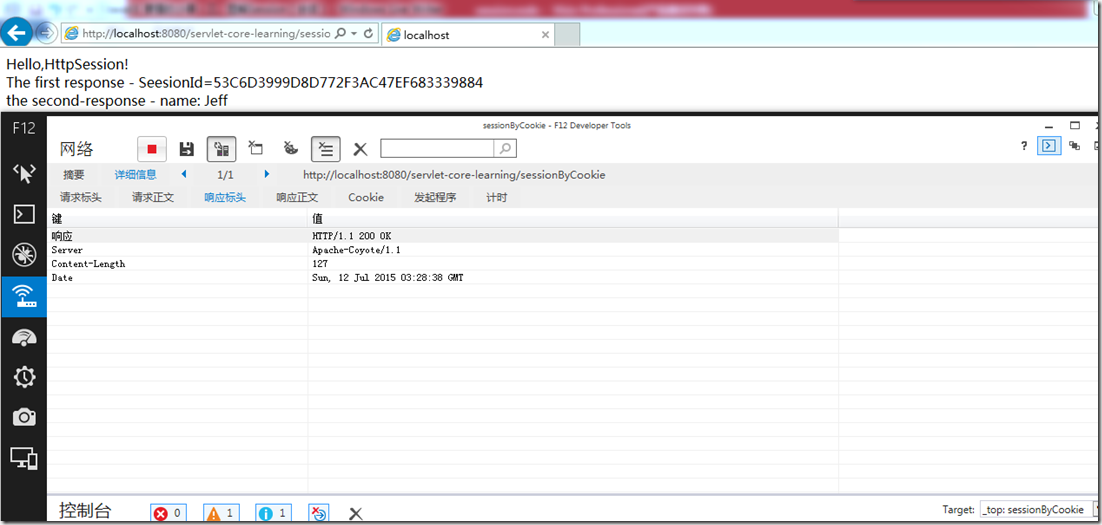 http://localhost:8080/servlet-core-learning/sessio
localhost
Hello,HttpSession!
The first response - SeesionId=53C6D3999D8D772F3AC47EF683339884
the second-response - name: Jeff
F12
sessionByCookie - F12 Developer Tools
网络
?
摘要 详细信息 1/1 http://localhost:8080/servlet-core-learning/sessionByCookie
请求标头 请求正文 响应标头 响应正文 Cookie 发起程序 计时
键 值
响应 HTTP/1.1 200 OK
Server Apache-Coyote/1.1
Content-Length 127
Date Sun, 12 Jul 2015 03:28:38 GMT
控制台 0 1 1 Target: _top: sessionByCookie